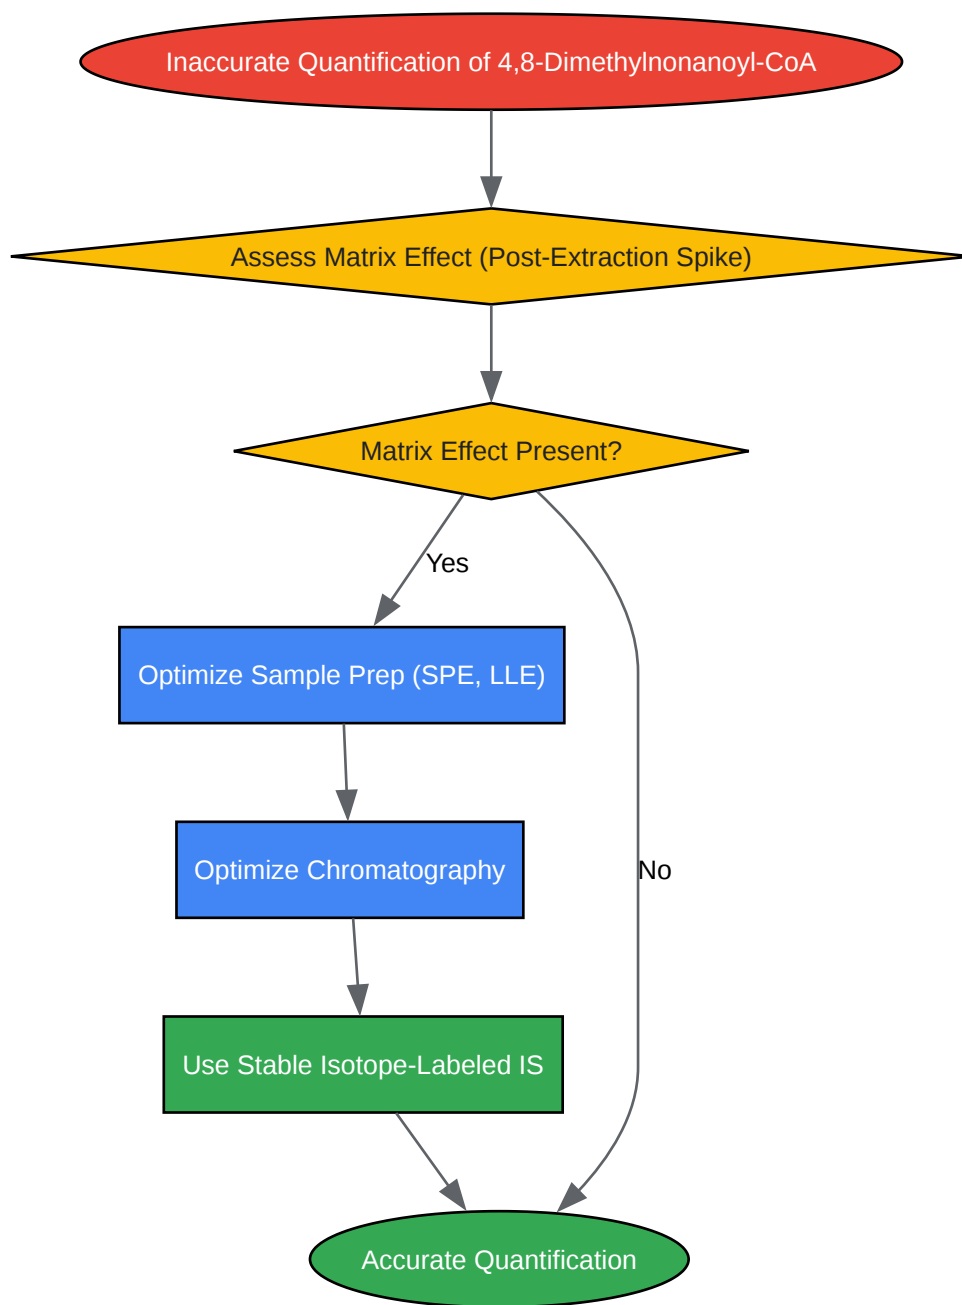 Inaccurate Quantification of 4,8-Dimethylnonanoyl-CoA
Assess Matrix Effect (Post-Extraction Spike)
Matrix Effect Present?
Yes
Optimize Sample Prep (SPE, LLE)
Optimize Chromatography
No
Use Stable Isotope-Labeled IS
Accurate Quantification